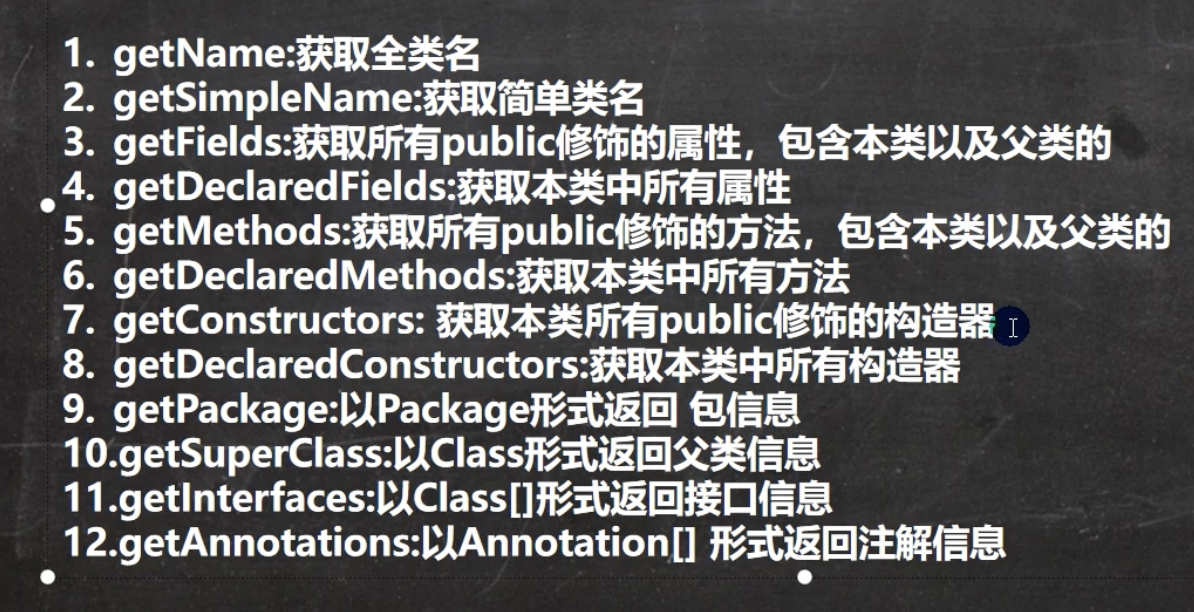 1. getName:获取全类名
2. getSimpleName:获取简单类名
3. getFields:获取所有public修饰的属性，包含本类以及父类的
4. getDeclaredFields:获取本类中所有属性
5. getMethods:获取所有public修饰的方法，包含本类以及父类的
6. getDeclaredMethods:获取本类中所有方法
7. getConstructors: 获取本类所有public修饰的构造器
8. getDeclaredConstructors:获取本类中所有构造器
9. getPackage:以Package形式返回 包信息
10.getSuperClass:以Class形式返回父类信息
11.getInterfaces:以Class[]形式返回接口信息
12.getAnnotations:以Annotation[] 形式返回注解信息